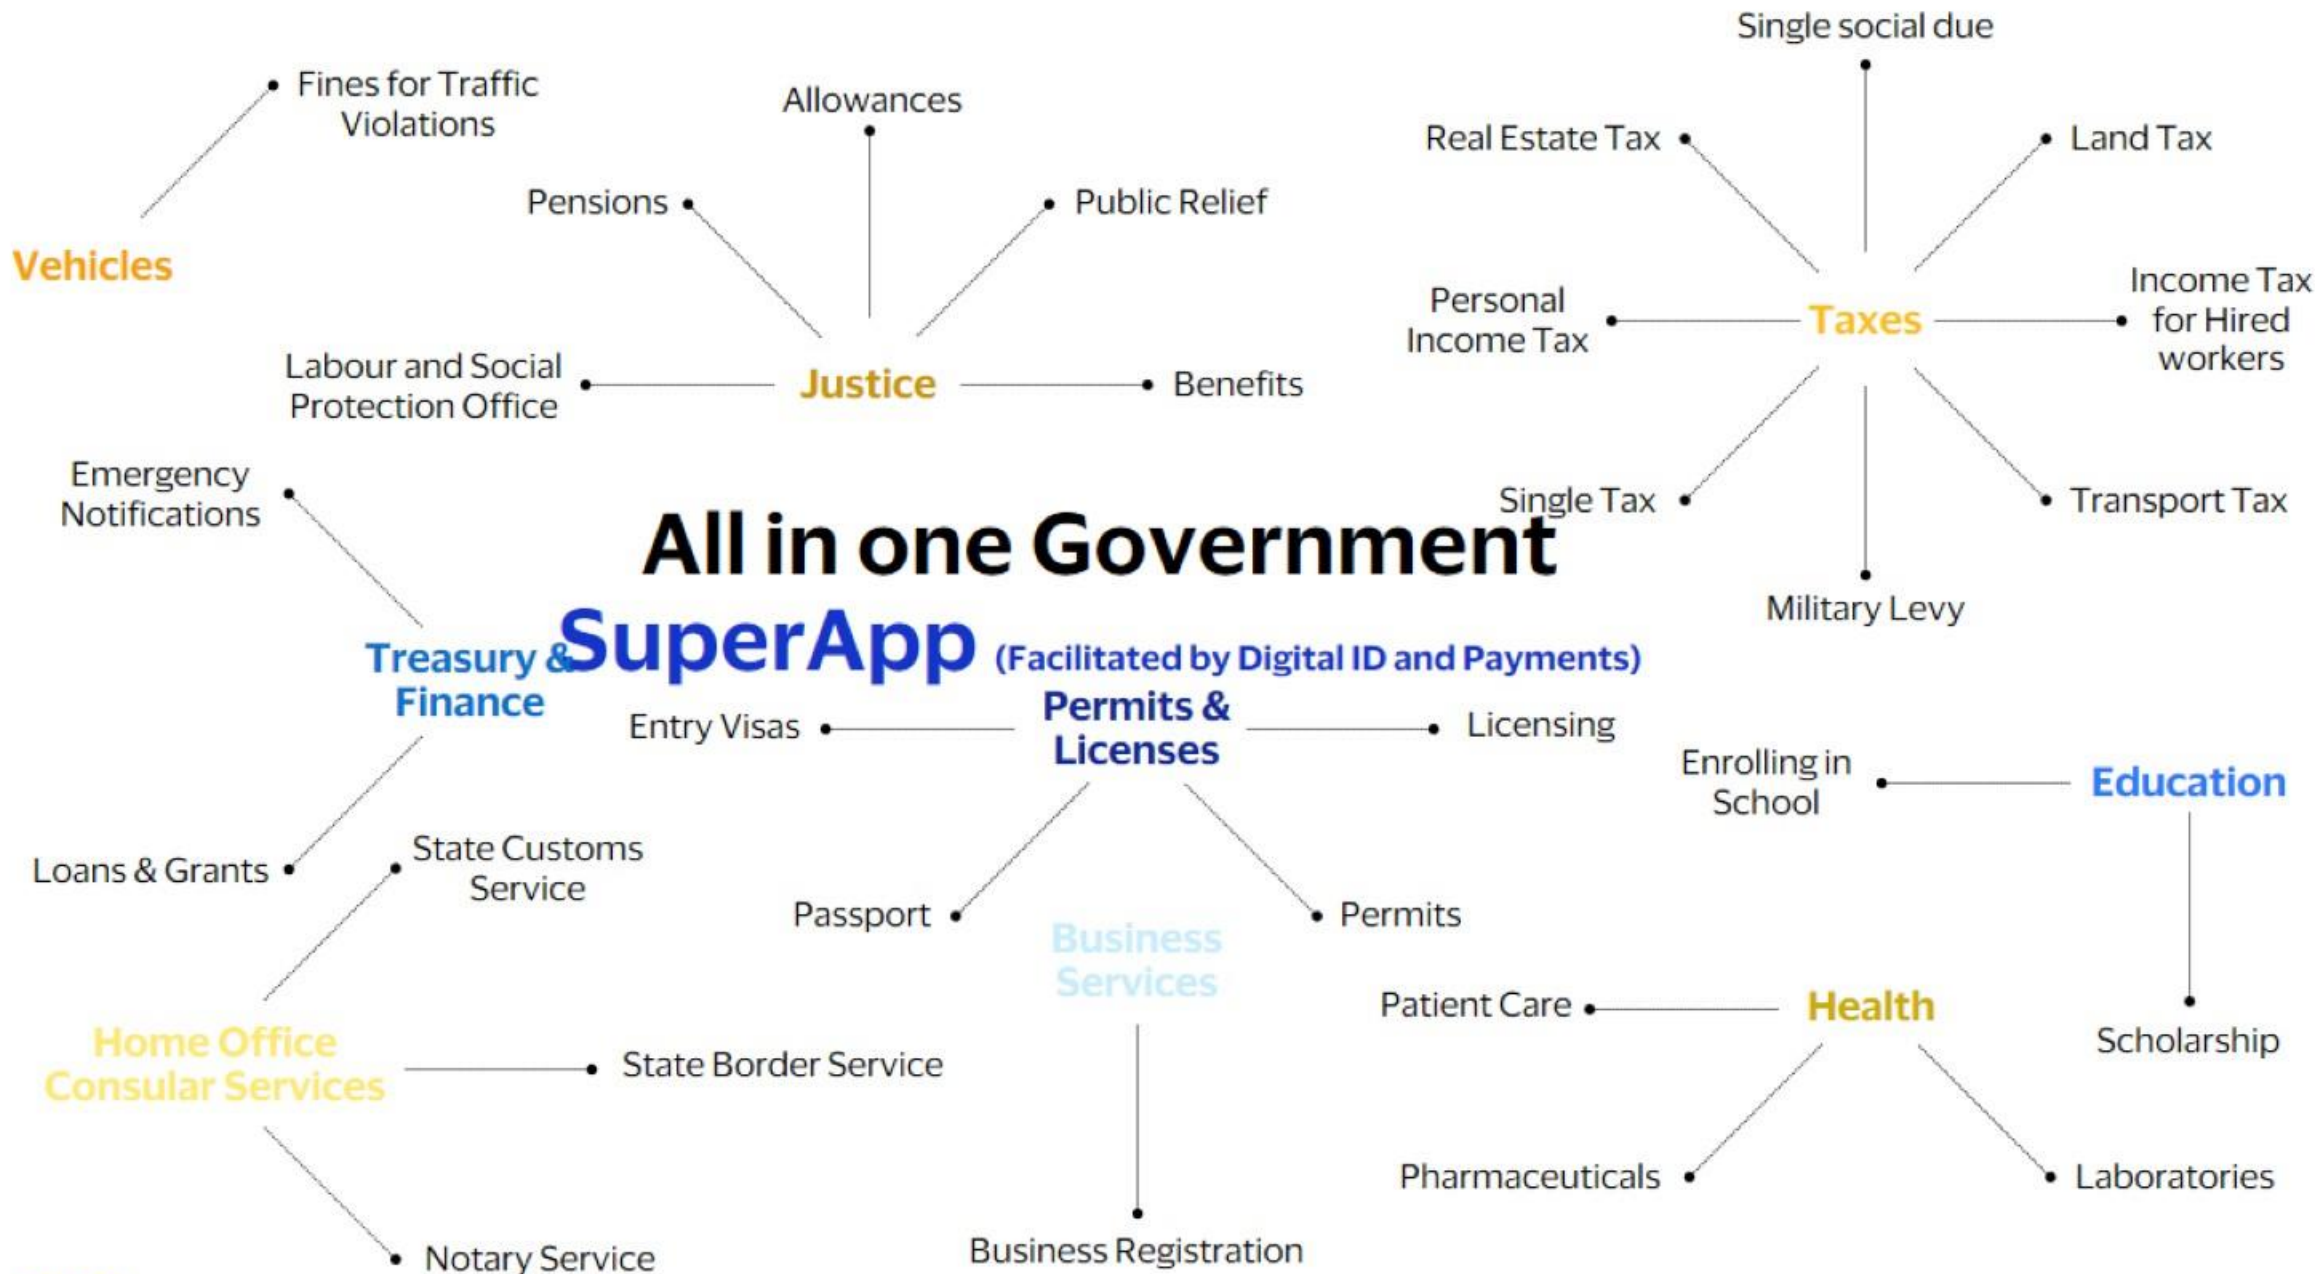 Single social due
Fines for Traffic
Violations
Allowances
Real Estate Tax
Land Tax
Pensions
Public Relief
Vehicles
Personal
Income Tax
Taxes
Income Tax
for Hired
workers
Labour and Social
Protection Office
Justice
Benefits
Emergency
Notifications
Single Tax
Transport Tax
All in one Government
Military Levy
SuperApp (Facilitated by Digital ID and Payments)
Treasury &
Finance
Permits &
Licenses
Entry Visas
Licensing
Enrolling in
School
Education
Loans & Grants
State Customs
Service
Passport
Permits
Business
Services
Patient Care
Health
Scholarship
Home Office
Consular Services
State Border Service
Pharmaceuticals
Laboratories
Notary Service
Business Registration